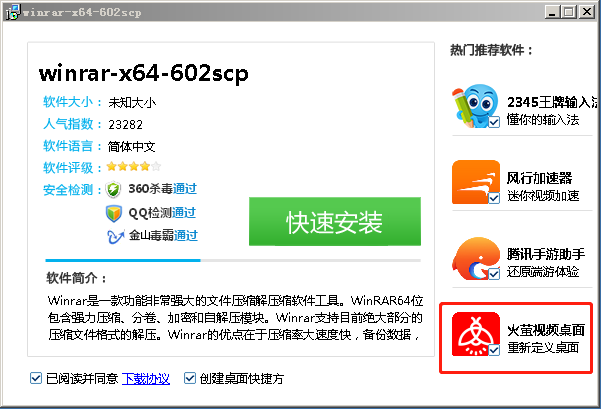 winrar-x64-602scp
winrar-x64-602scp
软件大小： 未知大小
人气指数： 23282
软件语言： 简体中文
软件评级：
安全检测： 360杀毒通过
QQ检测通过
金山毒霸通过
快速安装
软件简介：
Winrar是一款功能非常强大的文件压缩解压缩软件工具。WinRAR64位
包含强力压缩、分卷、加密和自解压模块。Winrar支持目前绝大部分的
压缩文件格式的解压。Winrar的优点在于压缩率大速度快，备份数据，
已阅读并同意 下载协议 创建桌面快捷方
热门推荐软件：
2345王牌输入法
懂你的输入法
风行加速器
迷你视频加速
腾讯手游助手
还原端游体验
火萤视频桌面
重新定义桌面